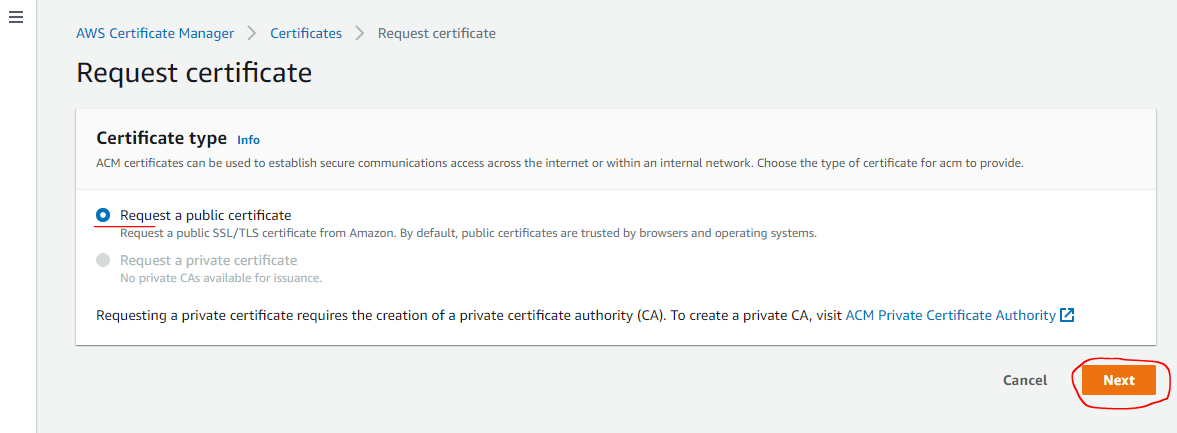 AWS Certificate Manager > Certificates > Request certificate
Request certificate
Certificate type Info
ACM certificates can be used to establish secure communications access across the internet or within an internal network. Choose the type of certificate for acm to provide.
Request a public certificate
Request a public SSL/TLS certificate from Amazon. By default, public certificates are trusted by browsers and operating systems.
Request a private certificate
No private CAs available for issuance.
Requesting a private certificate requires the creation of a private certificate authority (CA). To create a private CA, visit ACM Private Certificate Authority
Cancel Next